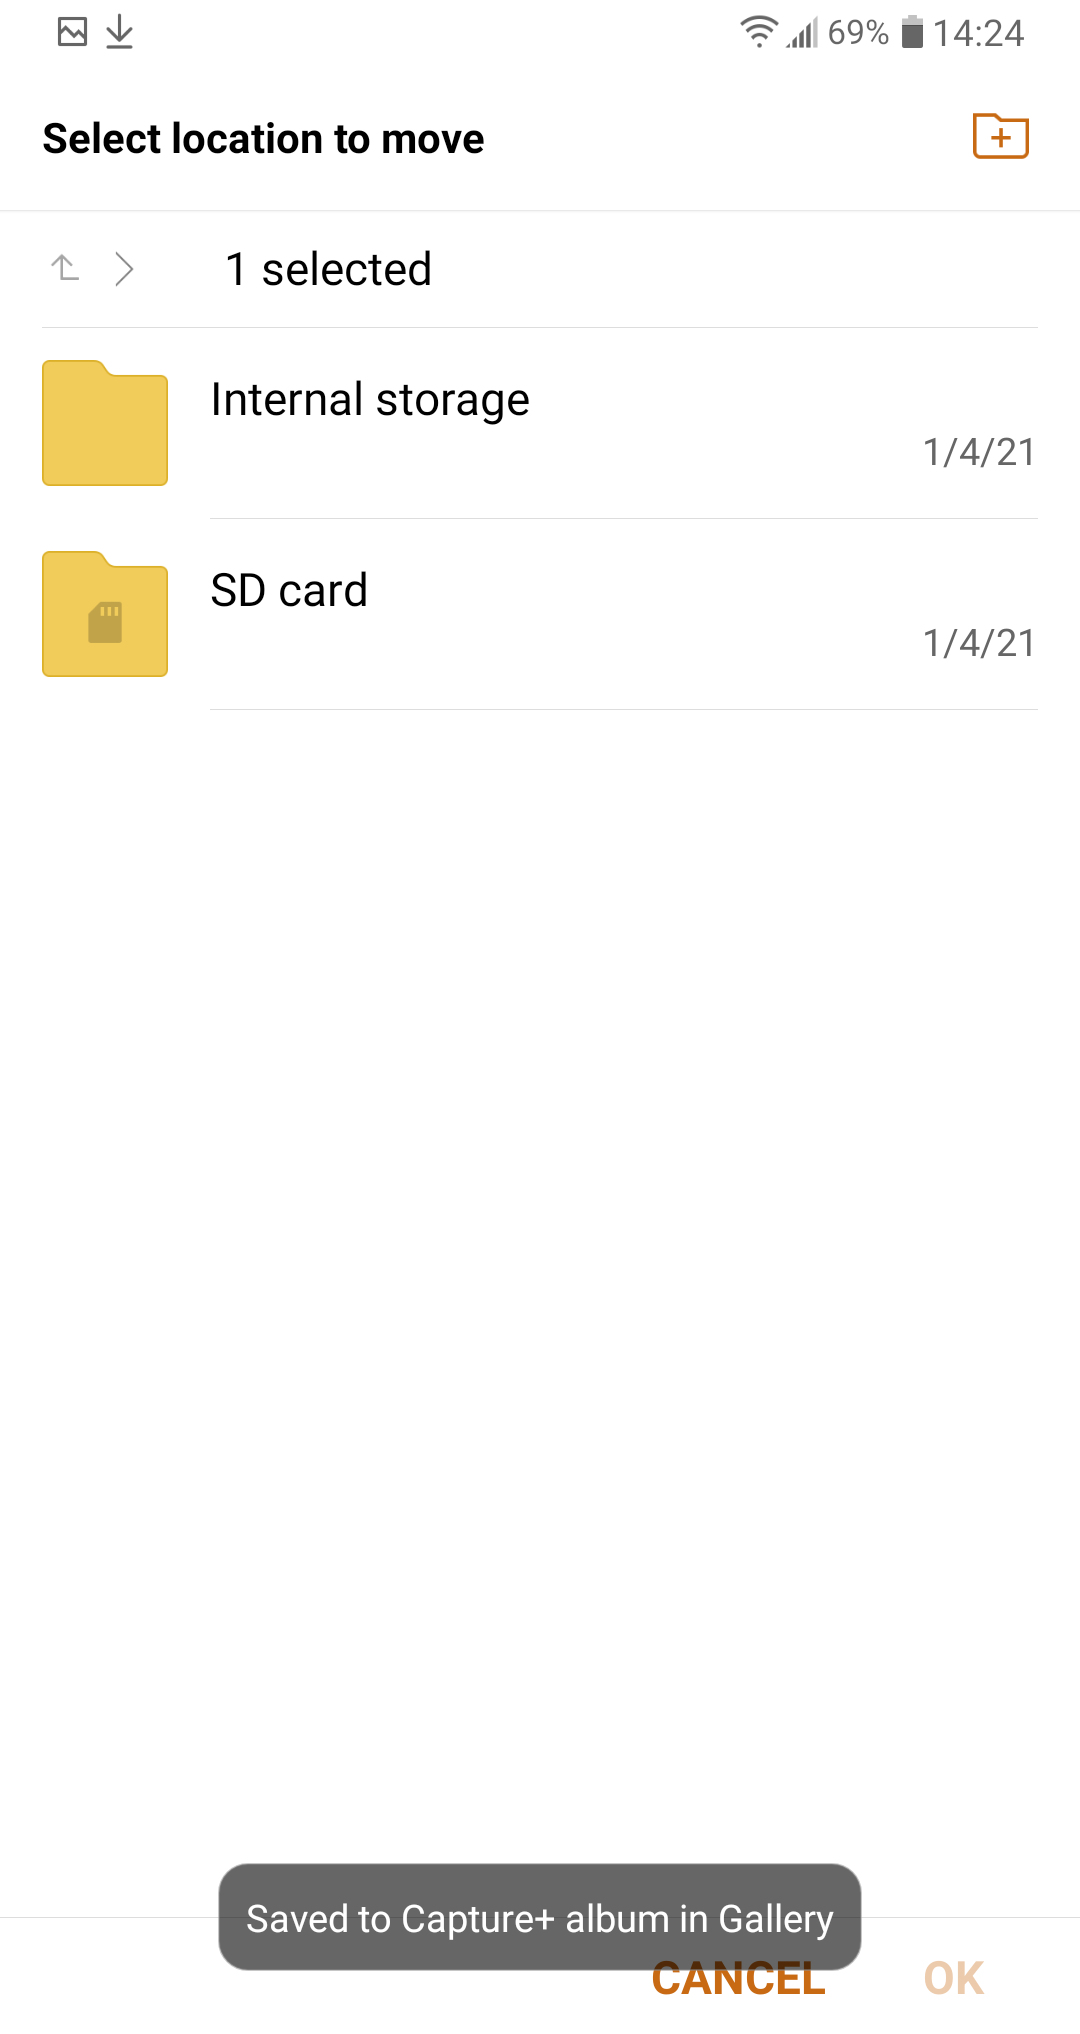 69% 14:24
Select location to move
1 selected
Internal storage
1/4/21
SD card
1/4/21
Saved to Capture+ album in Gallery
CANCEL OK